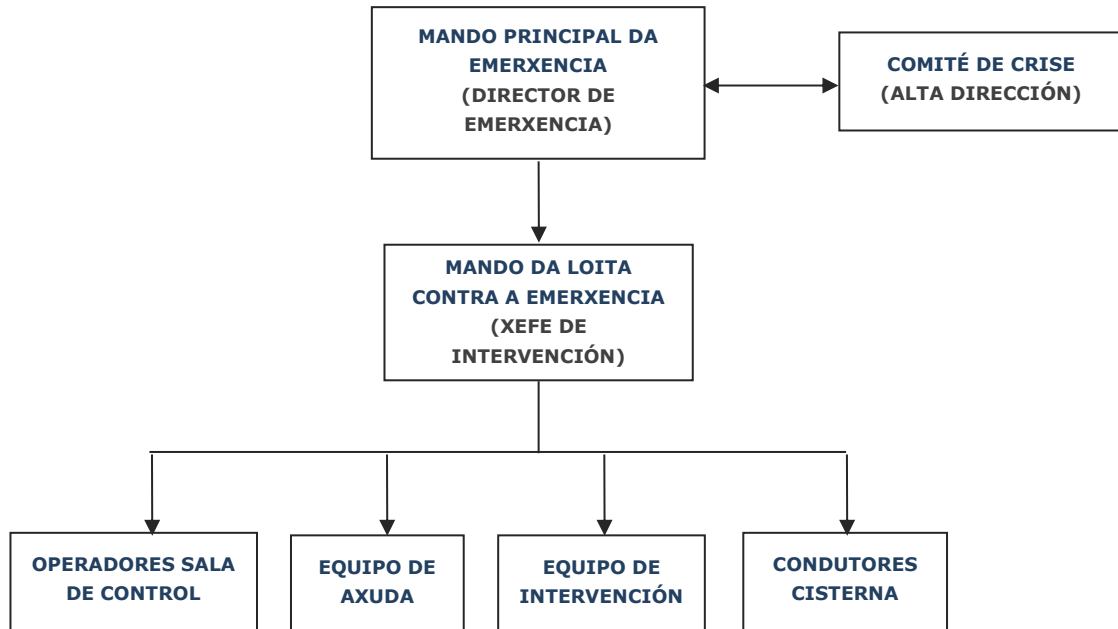 MANDO PRINCIPAL DA
EMERXENCIA
(DIRECTOR DE
EMERXENCIA)
COMITÉ DE CRISE
(ALTA DIRECCIÓN)
MANDO DA LOITA
CONTRA A EMERXENCIA
(XEFE DE
INTERVENCIÓN)
OPERADORES SALA
DE CONTROL
EQUIPO DE
AXUDA
EQUIPO DE
INTERVENCIÓN
CONDUTORES
CISTERNA